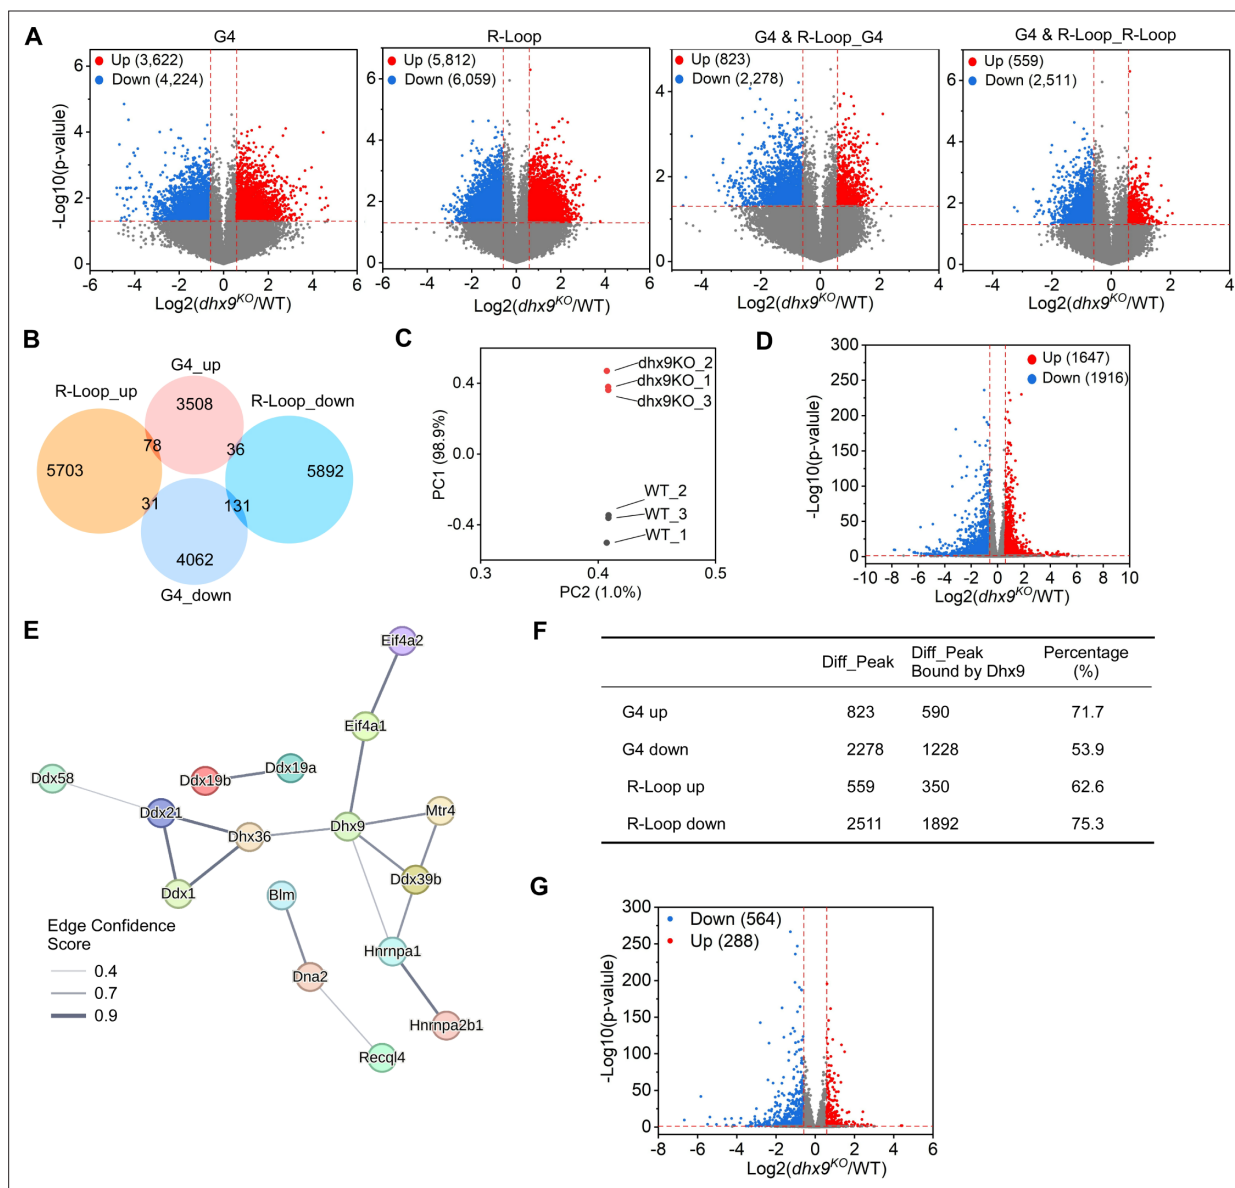 A
G4
Up (3,622)
Down (4,224)
6
4
2
0
-Log10(p-valule)
-6 -4 -2 0 2 4 6
Log2(dhx9KO/WT)
R-Loop
Up (5,812)
Down (6,059)
6
4
2
0
-6 -4 -2 0 2 4 6
Log2(dhx9KO/WT)
G4 & R-Loop_G4
Up (823)
Down (2,278)
4
2
0
-4 -2 0 2 4
Log2(dhx9KO/WT)
G4 & R-Loop_R-Loop
Up (559)
Down (2,511)
6
4
2
0
-4 -2 0 2 4
Log2(dhx9KO/WT)
B
G4_up
R-Loop_up
R-Loop_down
3508
78
36
5703
5892
31
131
4062
G4_down
C
dhx9KO_2
dhx9KO_1
dhx9KO_3
WT_2
WT_3
WT_1
0.4
0.0
-0.4
PC1 (98.9%)
0.3 0.4 0.5
PC2 (1.0%)
D
Up (1647)
Down (1916)
300
250
200
150
100
50
0
-Log10(p-valule)
-10 -8 -6 -4 -2 0 2 4 6 8 10
Log2(dhx9KO/WT)
E
Eif4a2
Eif4a1
Ddx19a
Ddx19b
Ddx58
Ddx21
Mtr4
Dhx9
Dhx36
Ddx39b
Ddx1
Blm
Hnrnpa1
Dna2
Hnrnpa2b1
Recql4
Edge Confidence
Score
0.4
0.7
0.9
F
Diff_Peak Diff_Peak Bound by Dhx9 Percentage (%)
G4 up 823 590 71.7
G4 down 2278 1228 53.9
R-Loop up 559 350 62.6
R-Loop down 2511 1892 75.3
G
Down (564)
Up (288)
300
250
200
150
100
50
0
-Log10(p-valule)
-8 -6 -4 -2 0 2 4 6
Log2(dhx9KO/WT)